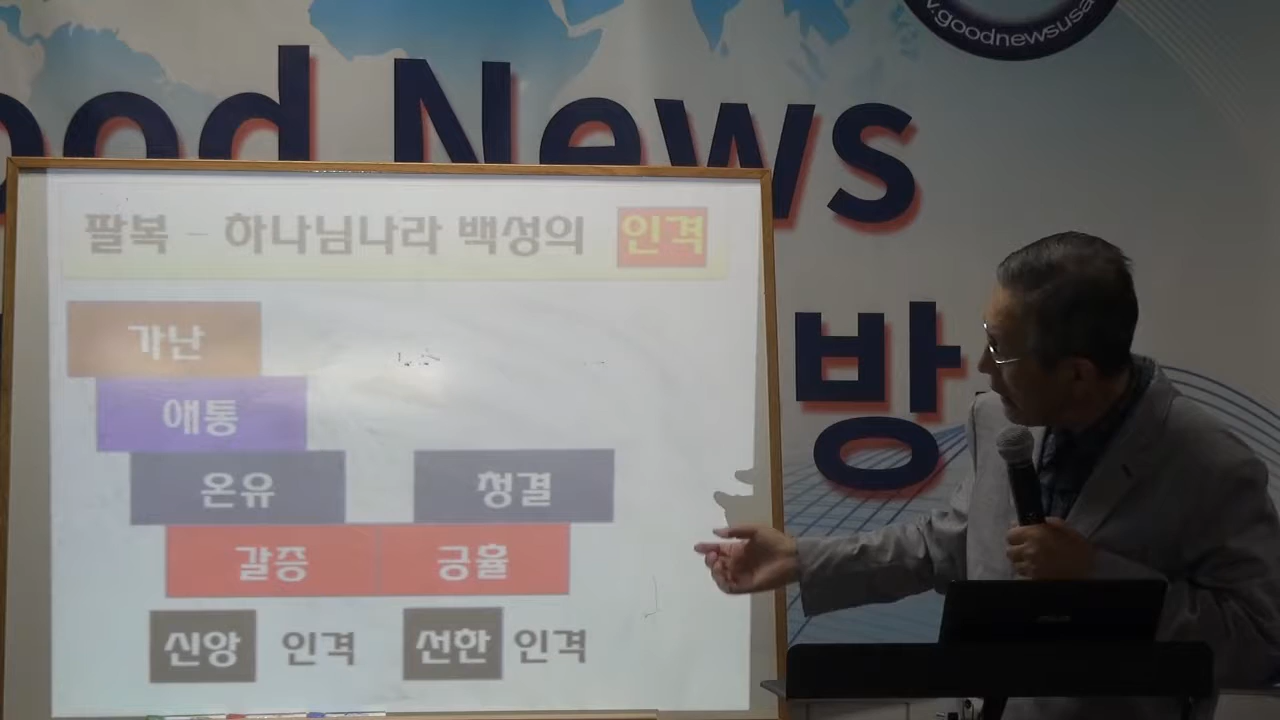 .goodnewsusa
ood News
방
팔복 - 하나님나라 백성의 인격
가난
애통
온유 청결
갈증 긍휼
신앙 인격 선한 인격